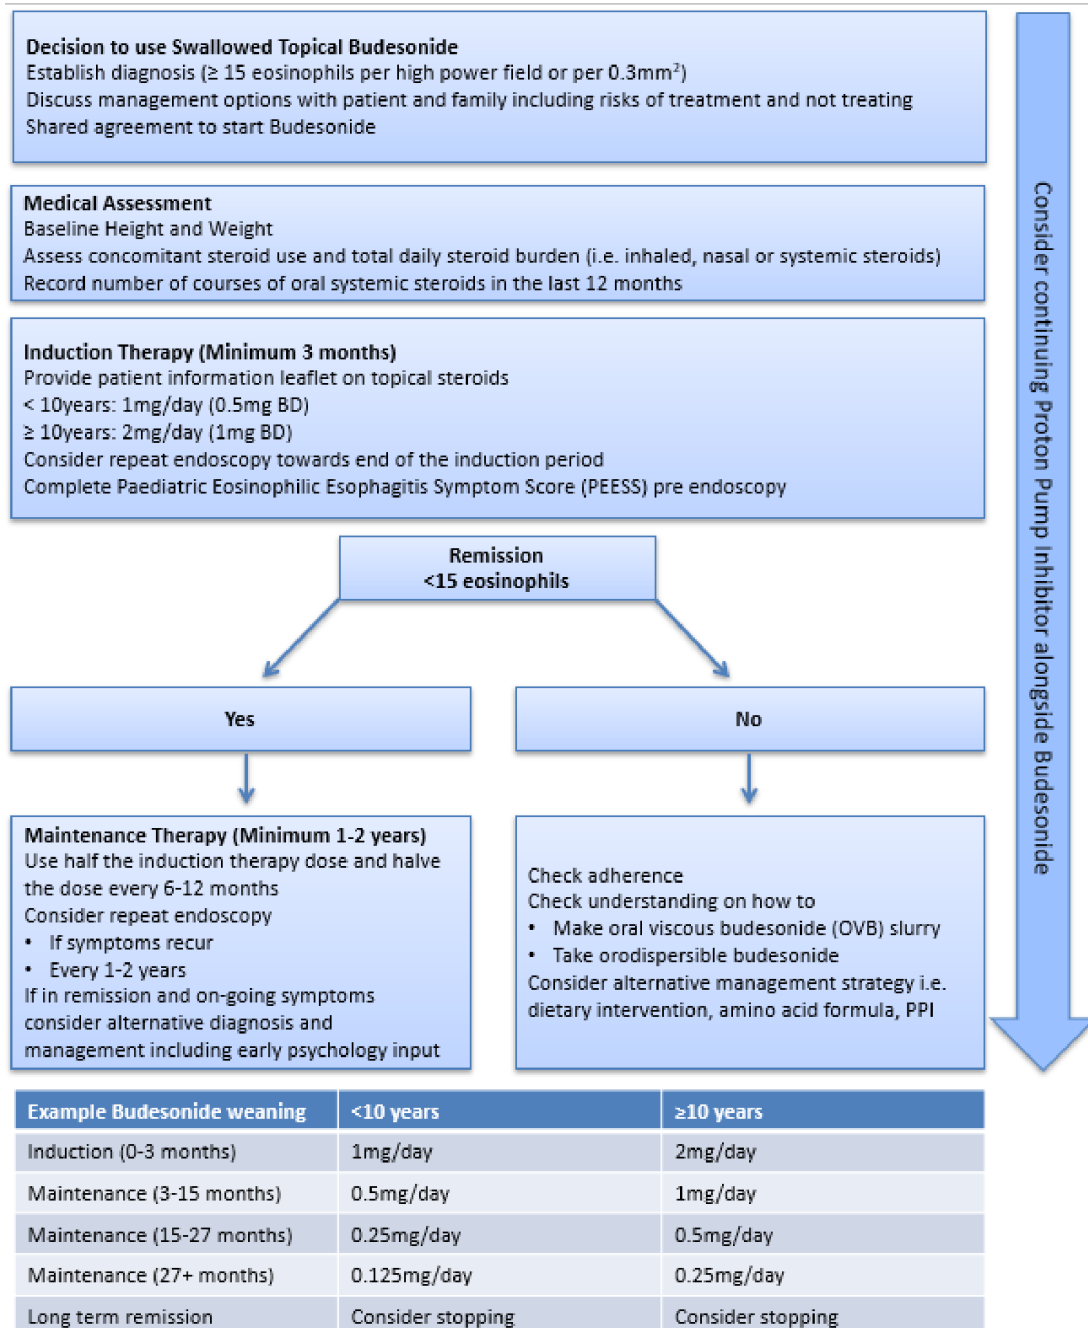 Decision to use Swallowed Topical Budesonide
Establish diagnosis (≥ 15 eosinophils per high power field or per 0.3mm²)
Discuss management options with patient and family including risks of treatment and not treating
Shared agreement to start Budesonide
Medical Assessment
Baseline Height and Weight
Assess concomitant steroid use and total daily steroid burden (i.e. inhaled, nasal or systemic steroids)
Record number of courses of oral systemic steroids in the last 12 months
Induction Therapy (Minimum 3 months)
Provide patient information leaflet on topical steroids
< 10years: 1mg/day (0.5mg BD)
≥ 10years: 2mg/day (1mg BD)
Consider repeat endoscopy towards end of the induction period
Complete Paediatric Eosinophilic Esophagitis Symptom Score (PEESS) pre endoscopy
Consider continuing Proton Pump Inhibitor alongside Budesonide
Remission
<15 eosinophils
Yes
No
Maintenance Therapy (Minimum 1-2 years)
Use half the induction therapy dose and halve
the dose every 6-12 months
Consider repeat endoscopy
• If symptoms recur
• Every 1-2 years
If in remission and on-going symptoms
consider alternative diagnosis and
management including early psychology input
Check adherence
Check understanding on how to
• Make oral viscous budesonide (OVB) slurry
• Take orodispersible budesonide
Consider alternative management strategy i.e.
dietary intervention, amino acid formula, PPI
Example Budesonide weaning <10 years ≥10 years
Induction (0-3 months) 1mg/day 2mg/day
Maintenance (3-15 months) 0.5mg/day 1mg/day
Maintenance (15-27 months) 0.25mg/day 0.5mg/day
Maintenance (27+ months) 0.125mg/day 0.25mg/day
Long term remission Consider stopping Consider stopping